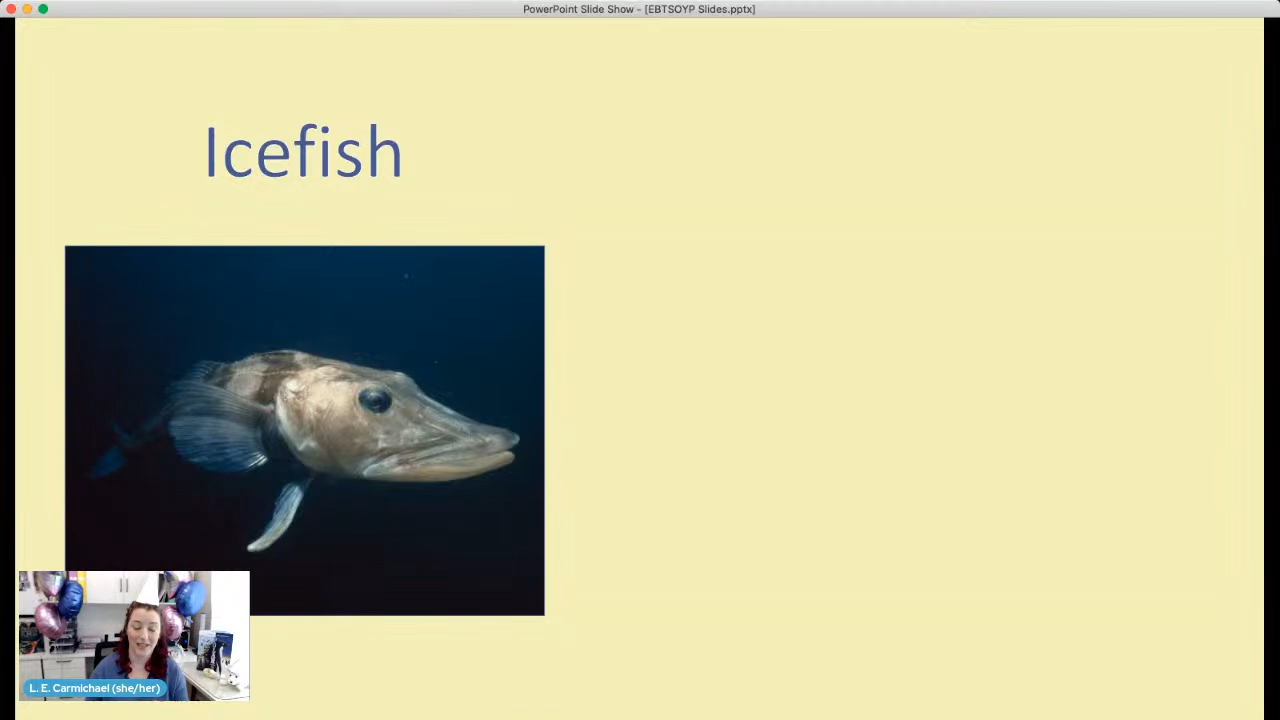 PowerPoint Slide Show - [EBTSOYP Slides.pptx]
Icefish
L. E. Carmichael (she/her)